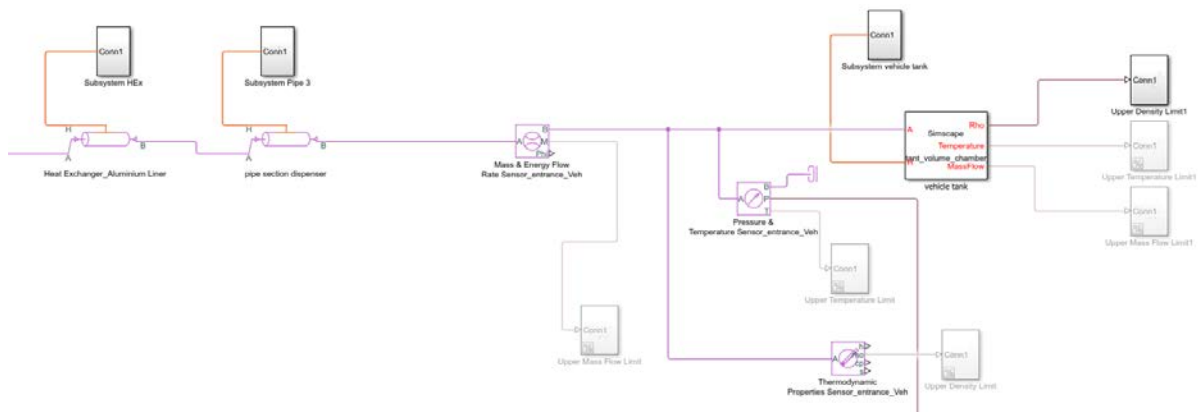 Conn1
Subsystem HEx
Conn1
Subsystem Pipe 3
Conn1
Subsystem vehicle tank
Conn1
Upper Density Limit1
H
A
B
Heat Exchanger_Aluminium Liner
H
A
B
pipe section dispenser
A
B
M
Phi
Mass & Energy Flow
Rate Sensor_entrance_Veh
A
H
Simscape
Rho
Temperature
tant_volume_chamber
MassFlow
vehicle tank
Conn1
Upper Temperature Limit1
Conn1
Upper Mass Flow Limit1
A
B
P
T
Pressure &
Temperature Sensor_entrance_Veh
Conn1
Upper Temperature Limit
Conn1
Upper Mass Flow Limit
A
h
cp
s
Thermodynamic
Properties Sensor_entrance_Veh
Conn1
Upper Density Limit